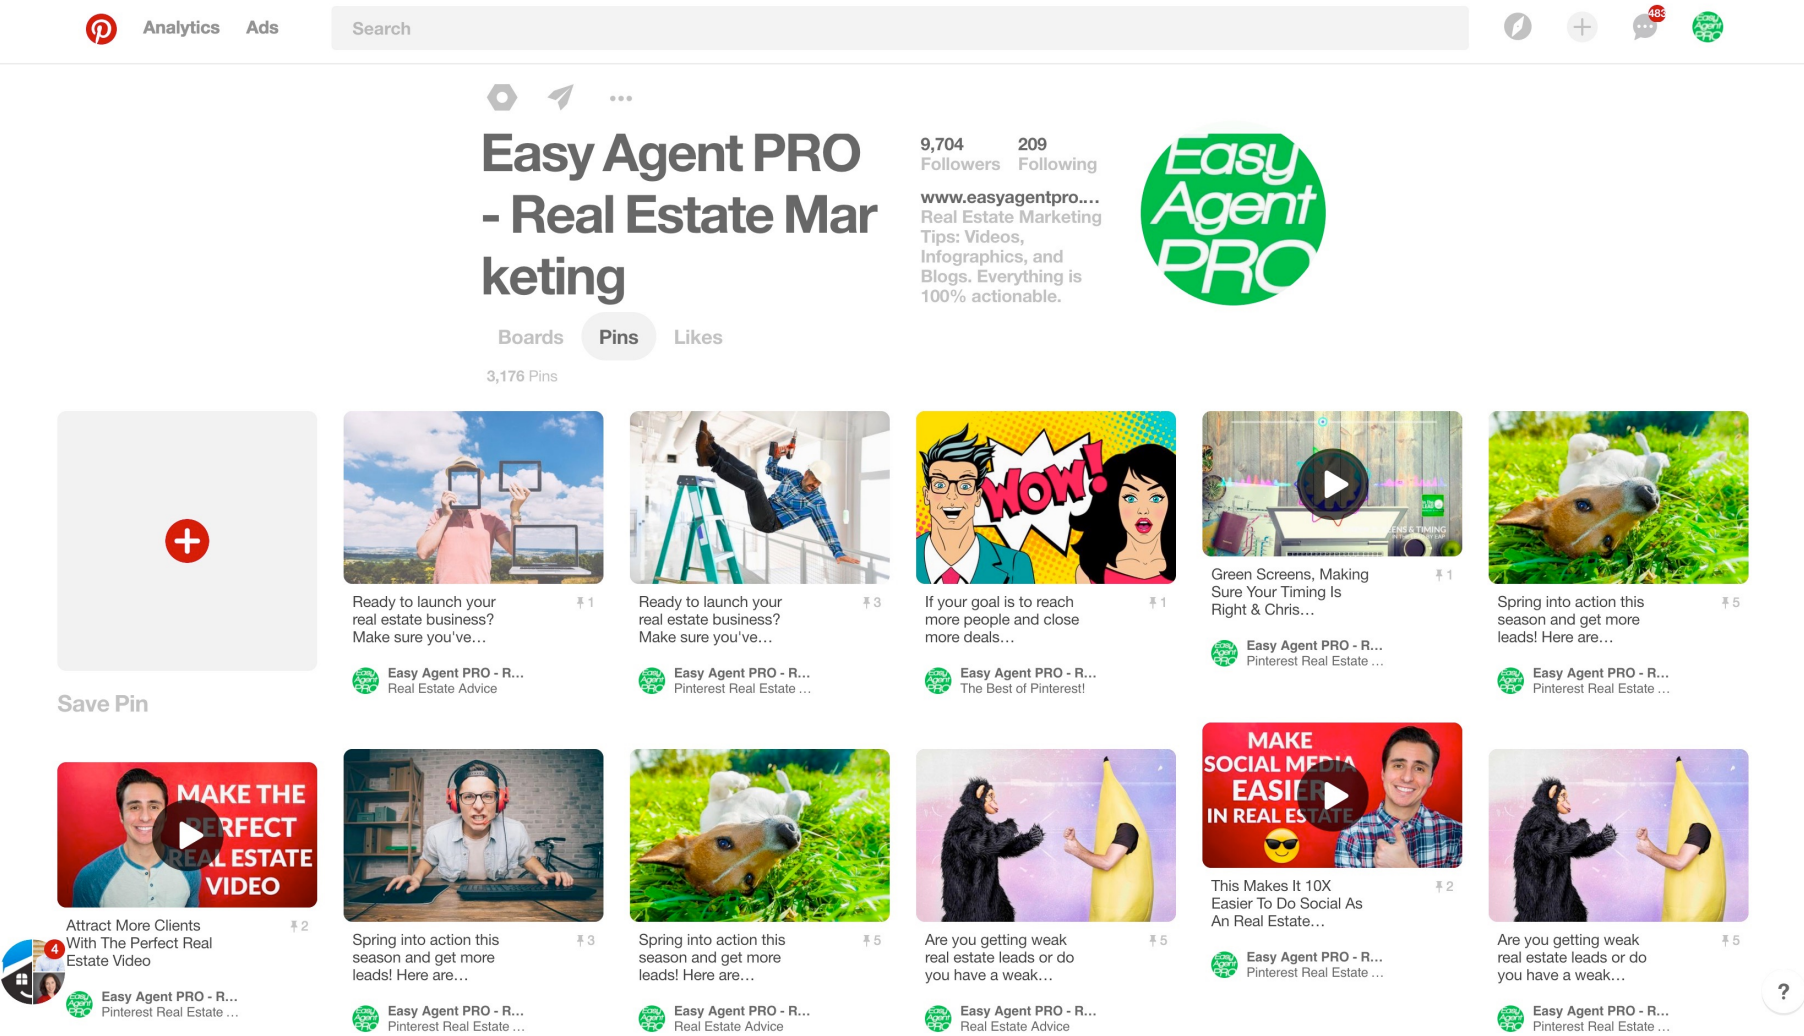 Analytics
Ads
Search
483
Easy Agent PRO
Easy Agent PRO
- Real Estate Mar
keting
9,704
209
Followers
Following
www.easyagentpro....
Real Estate Marketing
Tips: Videos,
Infographics, and
Blogs. Everything is
100% actionable.
Easy
Agent
PRO
Boards
Pins
Likes
3,176 Pins
Save Pin
Ready to launch your
real estate business?
Make sure you've...
1
Easy Agent PRO - R...
Real Estate Advice
Ready to launch your
real estate business?
Make sure you've...
3
Easy Agent PRO - R...
Pinterest Real Estate ...
WOW!
If your goal is to reach
more people and close
more deals...
1
Easy Agent PRO - R...
The Best of Pinterest!
ENS & TIMING
Green Screens, Making
Sure Your Timing Is
Right & Chris...
1
Easy Agent PRO - R...
Pinterest Real Estate ...
Spring into action this
season and get more
leads! Here are...
5
Easy Agent PRO - R...
Pinterest Real Estate ...
MAKE THE
PERFECT
REAL ESTATE
VIDEO
Attract More Clients
With The Perfect Real
Estate Video
2
4
Easy Agent PRO - R...
Pinterest Real Estate ...
Spring into action this
season and get more
leads! Here are...
3
Easy Agent PRO - R...
Pinterest Real Estate ...
Spring into action this
season and get more
leads! Here are...
5
Easy Agent PRO - R...
Real Estate Advice
Are you getting weak
real estate leads or do
you have a weak...
5
Easy Agent PRO - R...
Real Estate Advice
MAKE
SOCIAL MEDIA
EASIER
IN REAL ESTATE
This Makes It 10X
Easier To Do Social As
An Real Estate...
2
Easy Agent PRO - R...
Pinterest Real Estate ...
Are you getting weak
real estate leads or do
you have a weak...
5
Easy Agent PRO - R...
Pinterest Real Estate ...
?